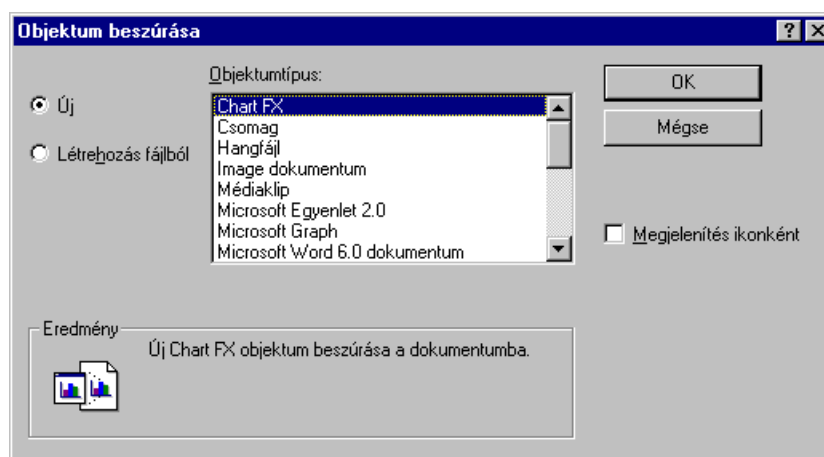 Objektum beszúrása
Objektumtípus:
Új
Létrehozás fájlból
Chart FX
Csomag
Hangfájl
Image dokumentum
Médiaklip
Microsoft Egyenlet 2.0
Microsoft Graph
Microsoft Word 6.0 dokumentum
OK
Mégse
Megjelenítés ikonként
Eredmény
Új Chart FX objektum beszúrása a dokumentumba.